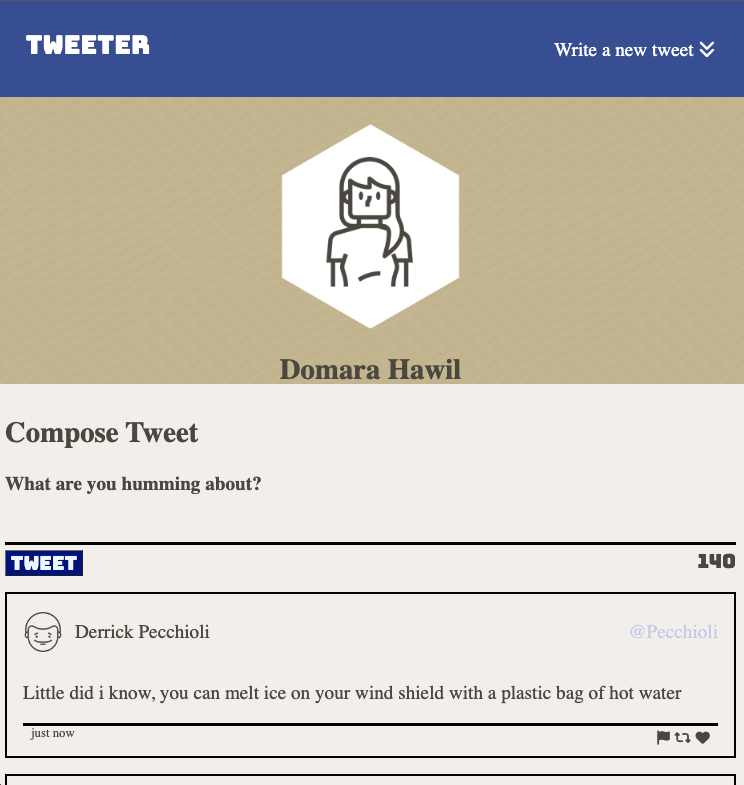 TWEETER
Write a new tweet
Domara Hawil
Compose Tweet
What are you humming about?
TWEET
140
Derrick Pecchioli
@Pecchioli
Little did i know, you can melt ice on your wind shield with a plastic bag of hot water
just now